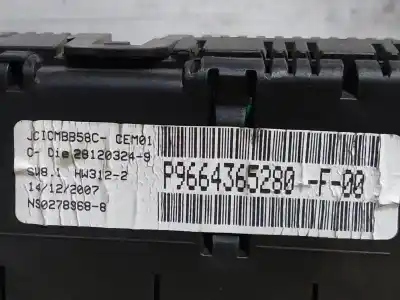 JCICMBB58C- CEM01
C- Die 28120324-9
SW8.1 HW312-2
14/12/2007
NS0278968-8
P9664365280 -F-00